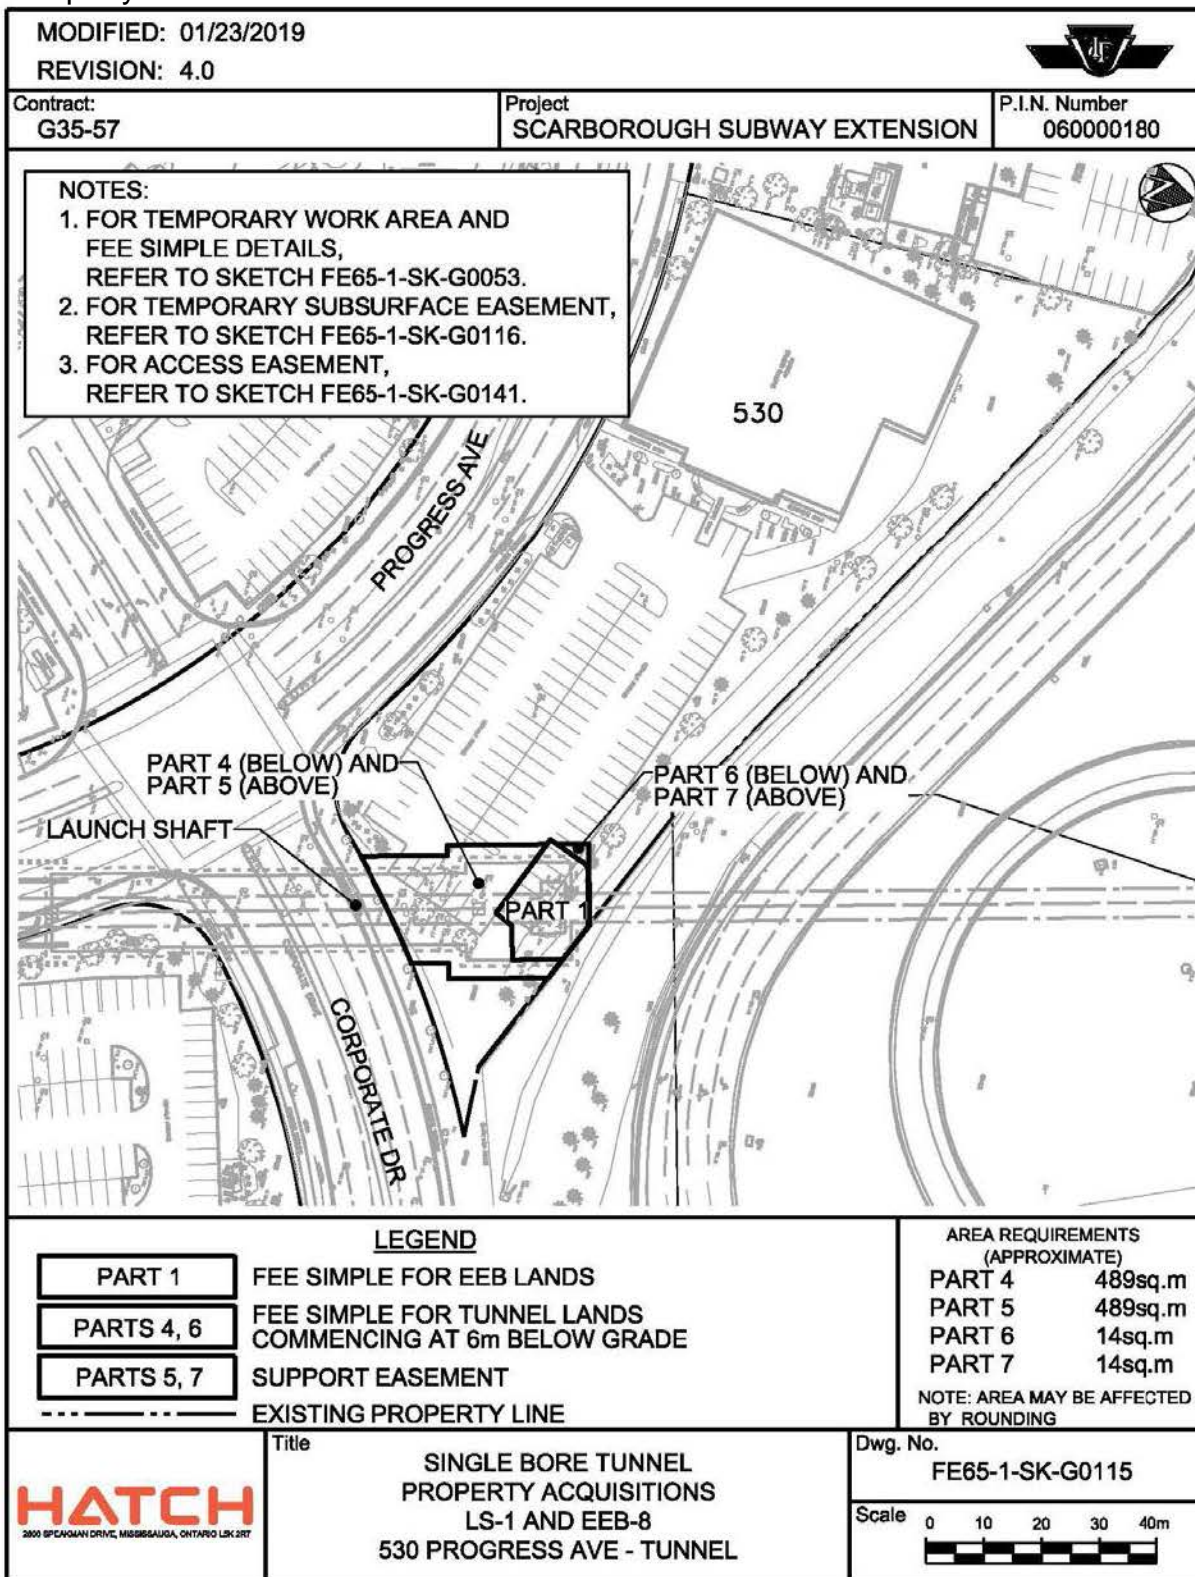 MODIFIED: 01/23/2019
REVISION: 4.0
Contract:
G35-57
Project
SCARBOROUGH SUBWAY EXTENSION
P.I.N. Number
060000180
NOTES:
1. FOR TEMPORARY WORK AREA AND
FEE SIMPLE DETAILS,
REFER TO SKETCH FE65-1-SK-G0053.
2. FOR TEMPORARY SUBSURFACE EASEMENT,
REFER TO SKETCH FE65-1-SK-G0116.
3. FOR ACCESS EASEMENT,
REFER TO SKETCH FE65-1-SK-G0141.
530
PROGRESS AVE
PART 4 (BELOW) AND
PART 5 (ABOVE)
PART 6 (BELOW) AND
PART 7 (ABOVE)
LAUNCH SHAFT
PART 1
CORPORATE DR
LEGEND
PART 1
FEE SIMPLE FOR EEB LANDS
PARTS 4, 6
FEE SIMPLE FOR TUNNEL LANDS
COMMENCING AT 6m BELOW GRADE
PARTS 5, 7
SUPPORT EASEMENT
EXISTING PROPERTY LINE
AREA REQUIREMENTS
(APPROXIMATE)
PART 4 489sq.m
PART 5 489sq.m
PART 6 14sq.m
PART 7 14sq.m
NOTE: AREA MAY BE AFFECTED
BY ROUNDING
HATCH
2800 SPEAKMAN DRIVE, MISSISSAUGA, ONTARIO L5K 2R7
Title
SINGLE BORE TUNNEL
PROPERTY ACQUISITIONS
LS-1 AND EEB-8
530 PROGRESS AVE - TUNNEL
Dwg. No.
FE65-1-SK-G0115
Scale
0 10 20 30 40m